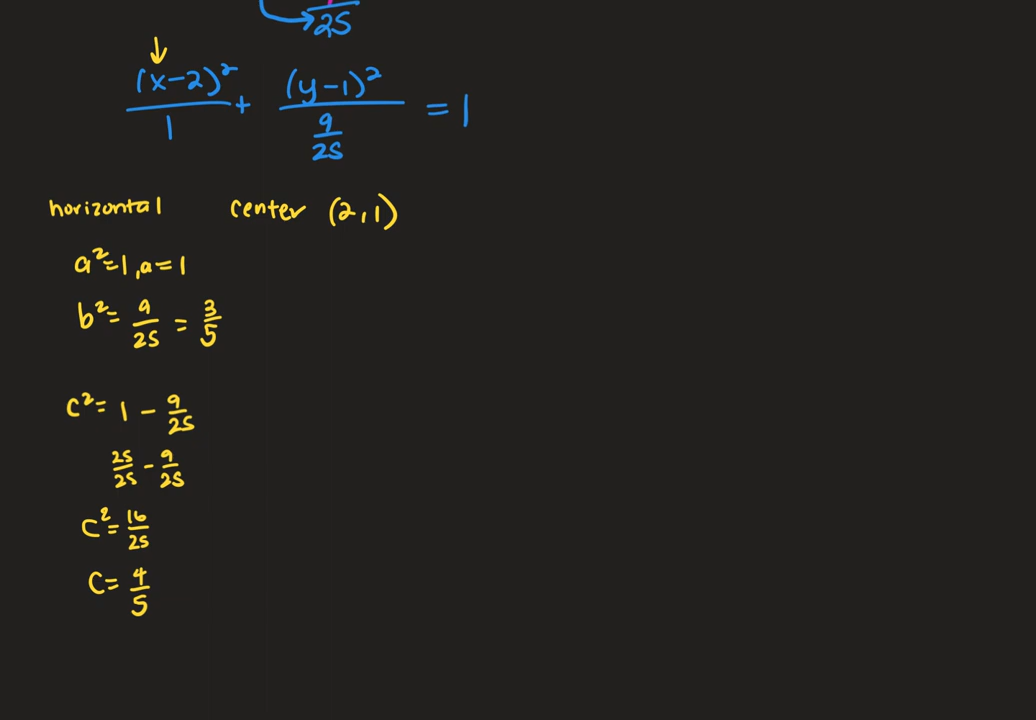 25
(x-2)²/1 + (y-1)²/(9/25) = 1
horizontal center (2,1)
a²=1, a=1
b²= 9/25 = 3/5
c²= 1 - 9/25
25/25 - 9/25
c²= 16/25
c= 4/5